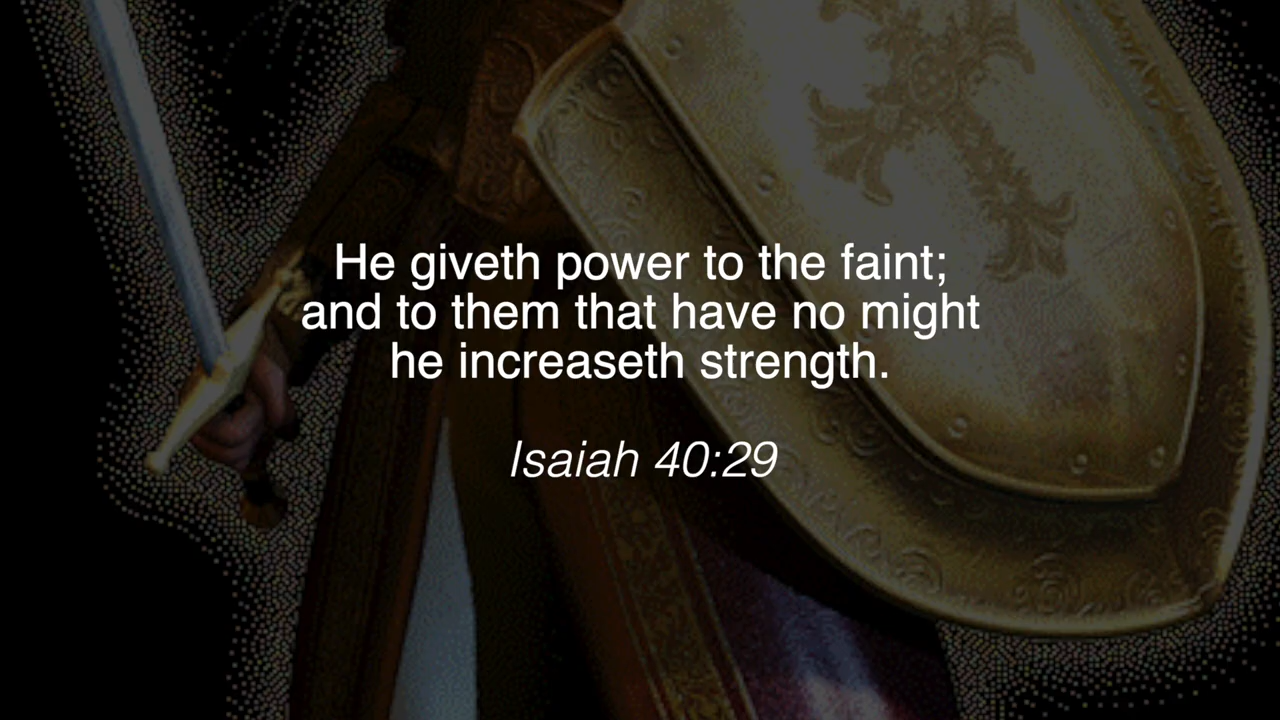 He giveth power to the faint;
and to them that have no might
he increaseth strength.
Isaiah 40:29